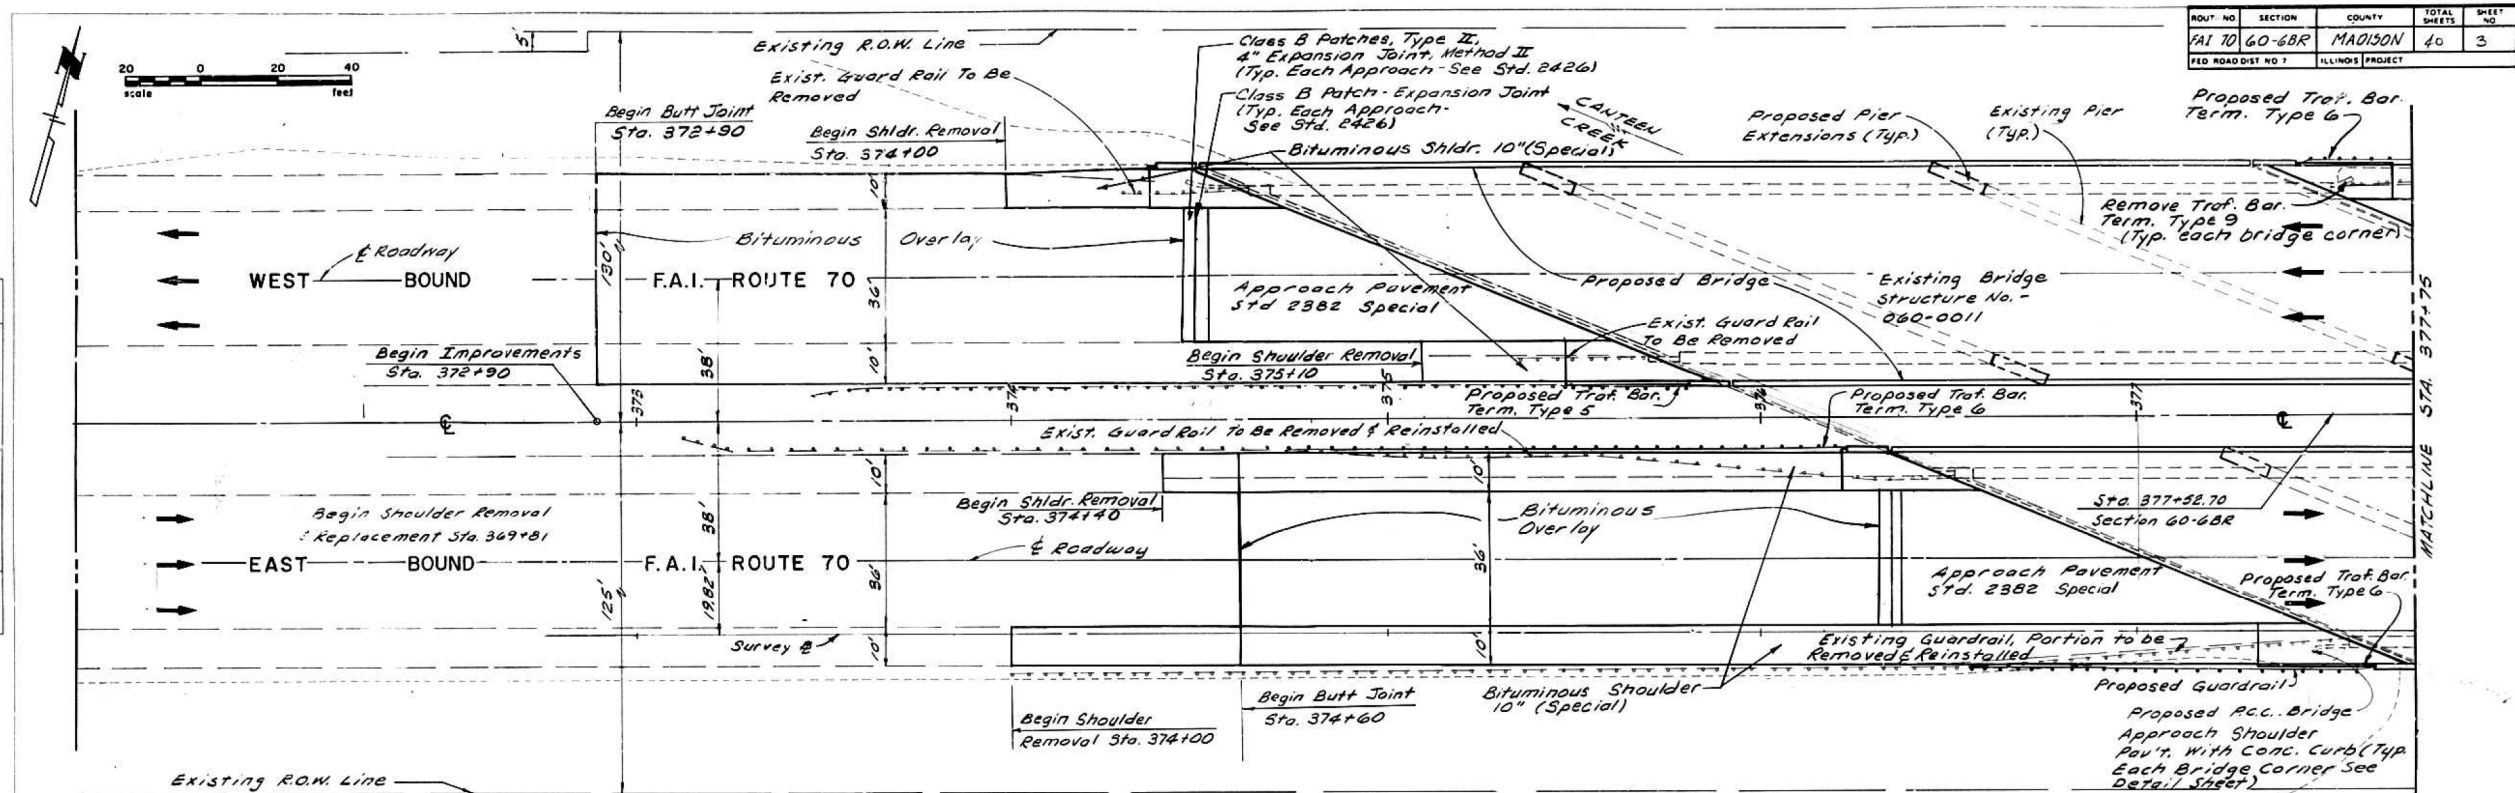 ROUT. NO. SECTION COUNTY TOTAL SHEETS SHEET NO
FAI 70 60-6BR MADISON 40 3
FED ROAD DIST NO 7 ILLINOIS PROJECT
5'
N
20 0 20 40
scale feet
Existing R.O.W. Line
Exist. Guard Rail To Be
Removed
Class B Patches, Type II,
4" Expansion Joint, Method II
(Typ. Each Approach - See Std. 2426)
Class B Patch - Expansion Joint
(Typ. Each Approach-
See Std. 2426)
CANTEEN
CREEK
Proposed Pier
Extensions (Typ.)
Existing Pier
(Typ.)
Proposed Traf. Bar.
Term. Type 6
Begin Butt Joint
Sta. 372+90
Begin Shldr. Removal
Sta. 374+00
Bituminous Shldr. 10" (Special)
10'
Remove Traf. Bar.
Term. Type 9
(Typ. each bridge corner)
Bituminous Overlay
℄ Roadway
130'
WEST BOUND F.A.I. ROUTE 70
36'
Approach Pavement
Std 2382 Special
Proposed Bridge
Existing Bridge
Structure No. -
060-0011
Exist. Guard Rail
To Be Removed
Begin Improvements
Sta. 372+90
38'
10'
Begin Shoulder Removal
Sta. 375+10
Proposed Traf. Bar.
Term. Type 5
Proposed Traf. Bar.
Term. Type 6
373
374
375
376
377
℄
℄
MATCHLINE STA. 377+75
Exist. Guard Rail To Be Removed & Reinstalled
10'
10'
Begin Shldr. Removal
Sta. 374+40
Sta. 377+52.70
Section 60-6BR
Begin Shoulder Removal
& Replacement Sta. 369+81
38'
Bituminous
Overlay
℄ Roadway
EAST BOUND F.A.I. ROUTE 70
36'
36'
125'
19.82'
Approach Pavement
Std. 2382 Special
Proposed Traf. Bar.
Term. Type 6
Survey ℄
10'
10'
Existing Guardrail, Portion to be
Removed & Reinstalled
Begin Shoulder
Removal Sta. 374+00
Begin Butt Joint
Sta. 374+60
Bituminous Shoulder
10" (Special)
Proposed Guardrail
Proposed P.C.C. Bridge
Approach Shoulder
Pav't. With Conc. Curb (Typ.
Each Bridge Corner See
Detail Sheet)
Existing R.O.W. Line